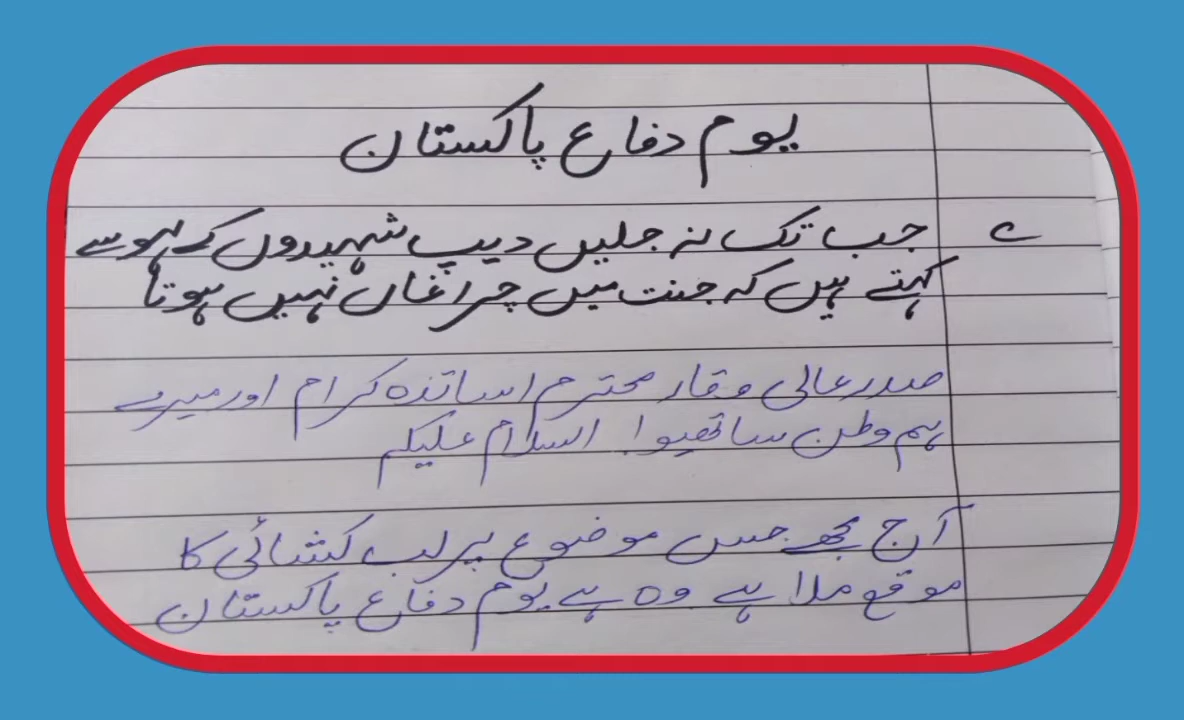 یوم دفاع پاکستان
؎ جب تک نہ جلیں دیپ شہیدوں کے لہو سے
کہتے ہیں کہ جنت میں چراغاں نہیں ہوتا
صدر عالی وقار محترم اساتذہ کرام اور میرے
ہم وطن ساتھیو! اسلام علیکم
آج مجھے جس موضوع پر لب کشائی کا
موقع ملا ہے وہ ہے یوم دفاع پاکستان